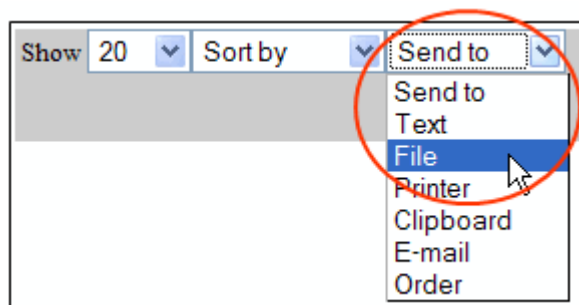 Show 20 Sort by Send to
Send to
Text
File
Printer
Clipboard
E-mail
Order